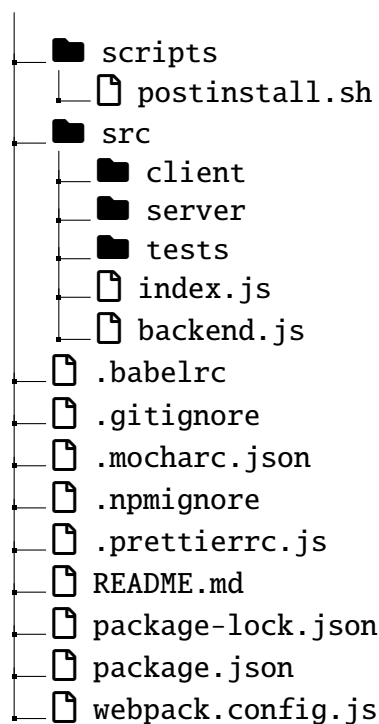 scripts
postinstall.sh
src
client
server
tests
index.js
backend.js
.babelrc
.gitignore
.mocharc.json
.npmignore
.prettierrc.js
README.md
package-lock.json
package.json
webpack.config.js